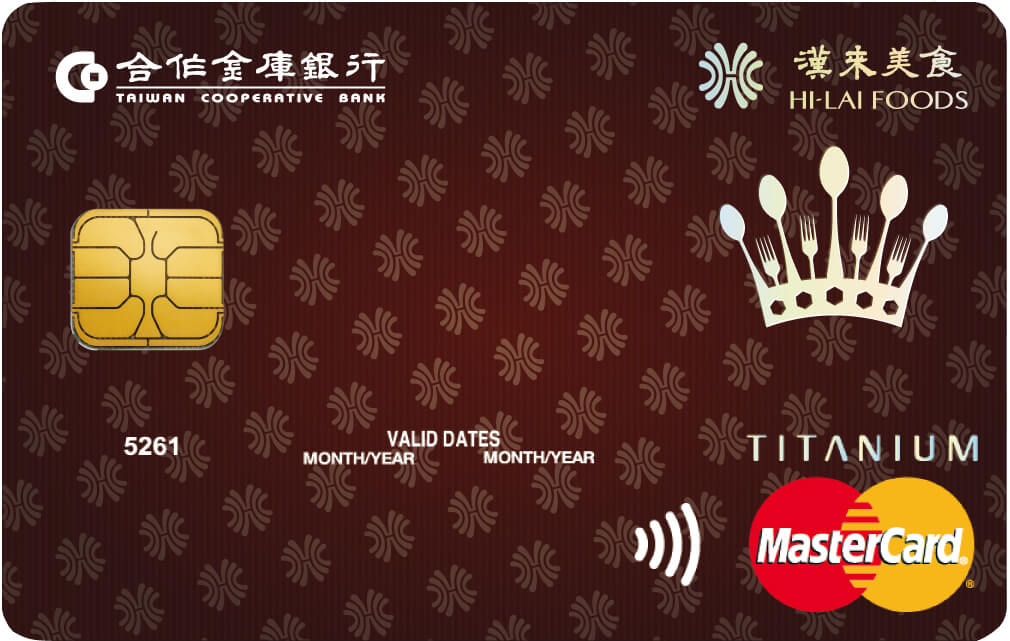 合作金庫銀行
TAIWAN COOPERATIVE BANK
漢來美食
HI-LAI FOODS
5261
VALID DATES
MONTH/YEAR MONTH/YEAR
TITANIUM
MasterCard®
®